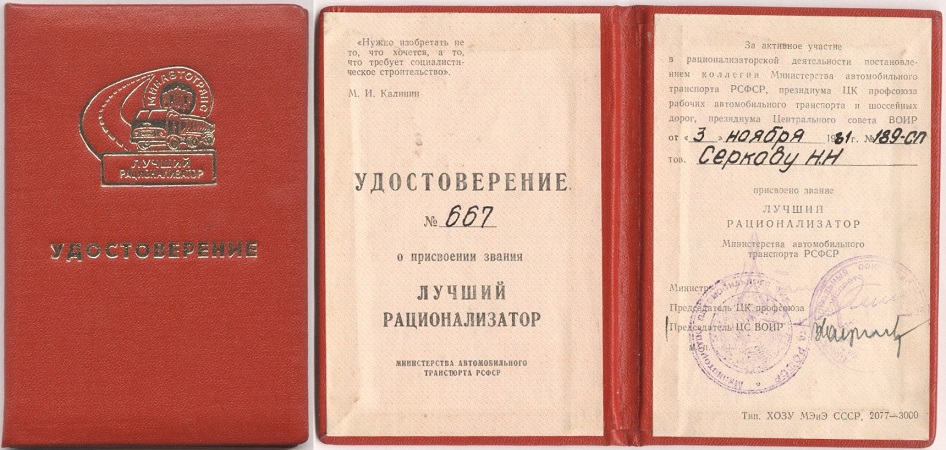 МИНАВТОТРАНС
ЛУЧШИЙ
РАЦИОНАЛИЗАТОР
УДОСТОВЕРЕНИЕ
«Нужно изобретать не
то, что хочется, а то,
что требует социалисти-
ческое строительство».
М. И. Калинин
УДОСТОВЕРЕНИЕ
№ 667
о присвоении звания
ЛУЧШИЙ
РАЦИОНАЛИЗАТОР
МИНИСТЕРСТВА АВТОМОБИЛЬНОГО
ТРАНСПОРТА РСФСР
За активное участие
в рационализаторской деятельности постановле-
нием коллегии Министерства автомобильного
транспорта РСФСР, президиума ЦК профсоюза
рабочих автомобильного транспорта и шоссейных
дорог, президиума Центрального совета ВОИР
от «3» ноября 1981 г. № 189-СП
тов. Серкову Н.Н
присвоено звание
ЛУЧШИЙ
РАЦИОНАЛИЗАТОР
Министерства автомобильного
транспорта РСФСР
Министр
Председатель ЦК профсоюза
Председатель ЦС ВОИР
Тип. ХОЗУ МЭиЭ СССР, 2077—3000